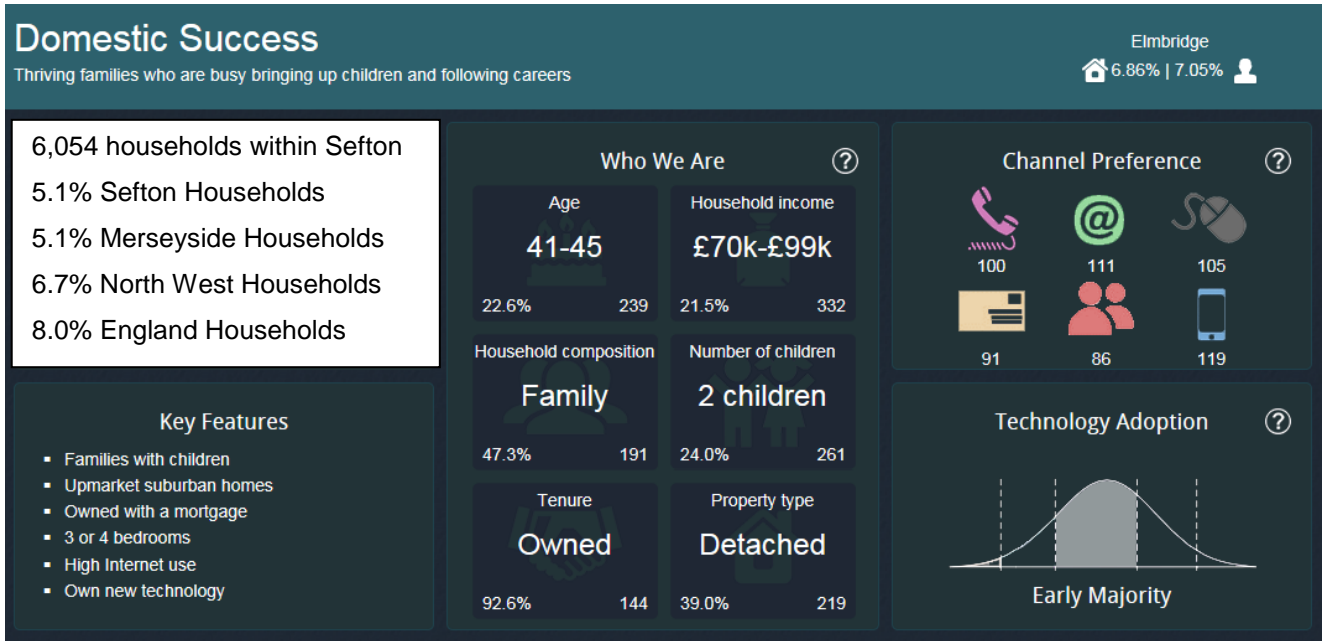 Domestic Success
Thriving families who are busy bringing up children and following careers
Elmbridge
6.86% | 7.05%
6,054 households within Sefton
5.1% Sefton Households
5.1% Merseyside Households
6.7% North West Households
8.0% England Households
Key Features
▪ Families with children
▪ Upmarket suburban homes
▪ Owned with a mortgage
▪ 3 or 4 bedrooms
▪ High Internet use
▪ Own new technology
Who We Are ?
Age
41-45
22.6% 239
Household income
£70k-£99k
21.5% 332
Household composition
Family
47.3% 191
Number of children
2 children
24.0% 261
Tenure
Owned
92.6% 144
Property type
Detached
39.0% 219
Channel Preference ?
@
100 111 105
91 86 119
Technology Adoption ?
Early Majority